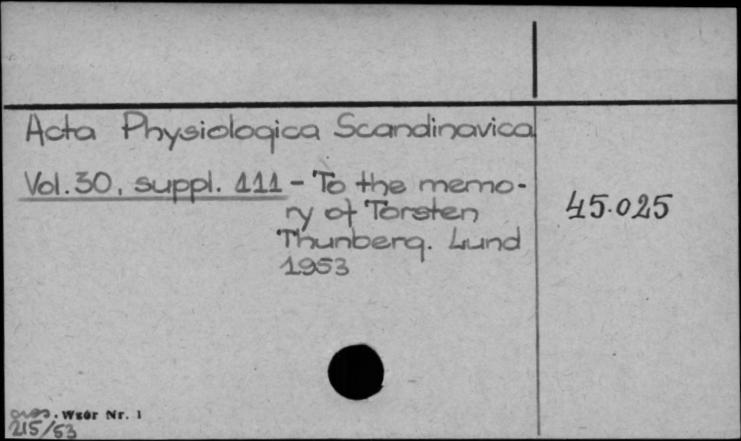 Acta Physiologica Scandinavica
Vol.30, suppl. 111 - To the memo-
ry of Torsten
Thunberg. Lund
1953
45.025
Wzór Nr. 1
215/53